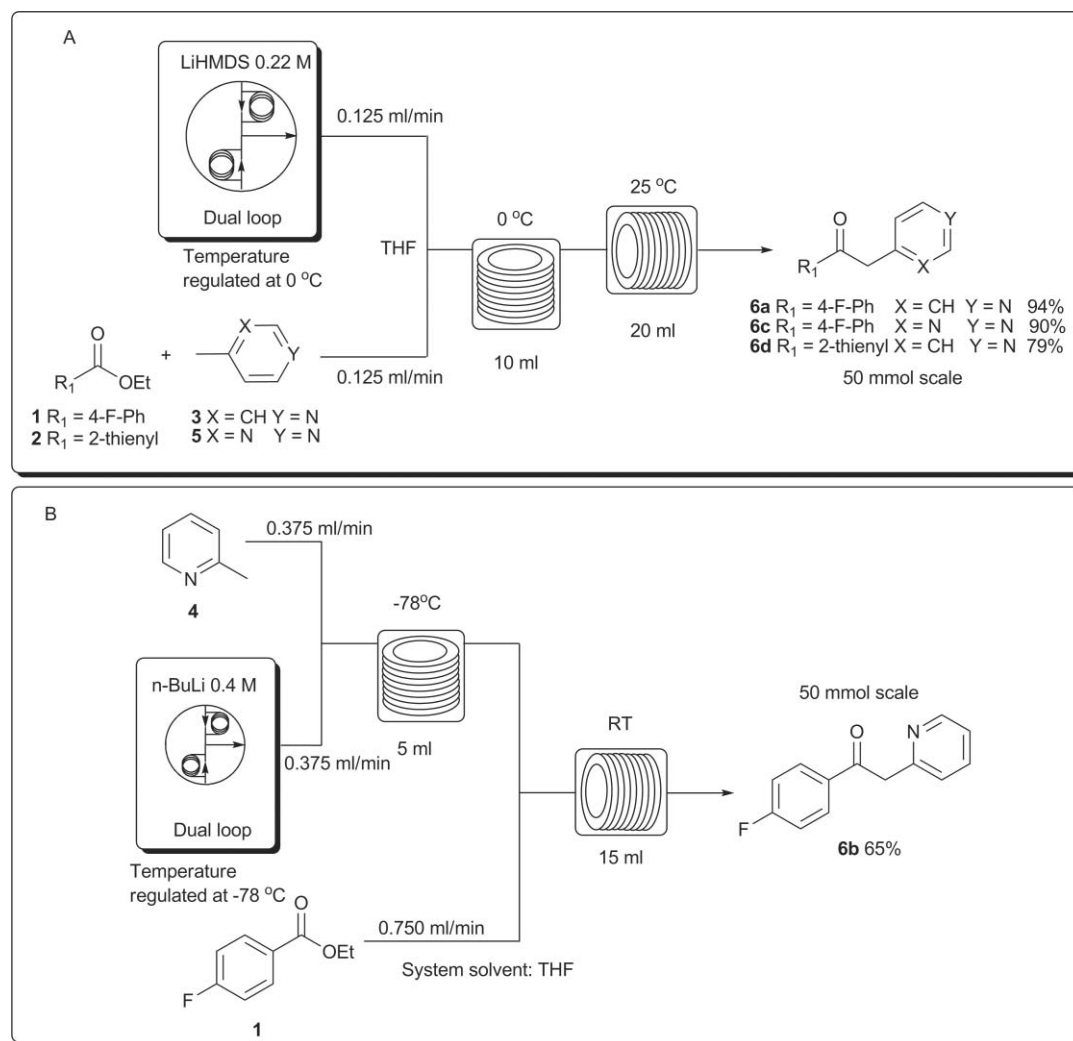 A
LiHMDS 0.22 M
Dual loop
Temperature
regulated at 0 °C
0.125 ml/min
THF
0 °C
10 ml
25 °C
20 ml
O
R1
OEt
+
X
Y
0.125 ml/min
1 R1 = 4-F-Ph
2 R1 = 2-thienyl
3 X = CH Y = N
5 X = N Y = N
O
R1
X
Y
6a R1 = 4-F-Ph X = CH Y = N 94%
6c R1 = 4-F-Ph X = N Y = N 90%
6d R1 = 2-thienyl X = CH Y = N 79%
50 mmol scale
B
N
4
0.375 ml/min
n-BuLi 0.4 M
Dual loop
Temperature
regulated at -78 °C
0.375 ml/min
-78°C
5 ml
O
OEt
F
1
0.750 ml/min
System solvent: THF
RT
15 ml
50 mmol scale
O
N
F
6b 65%